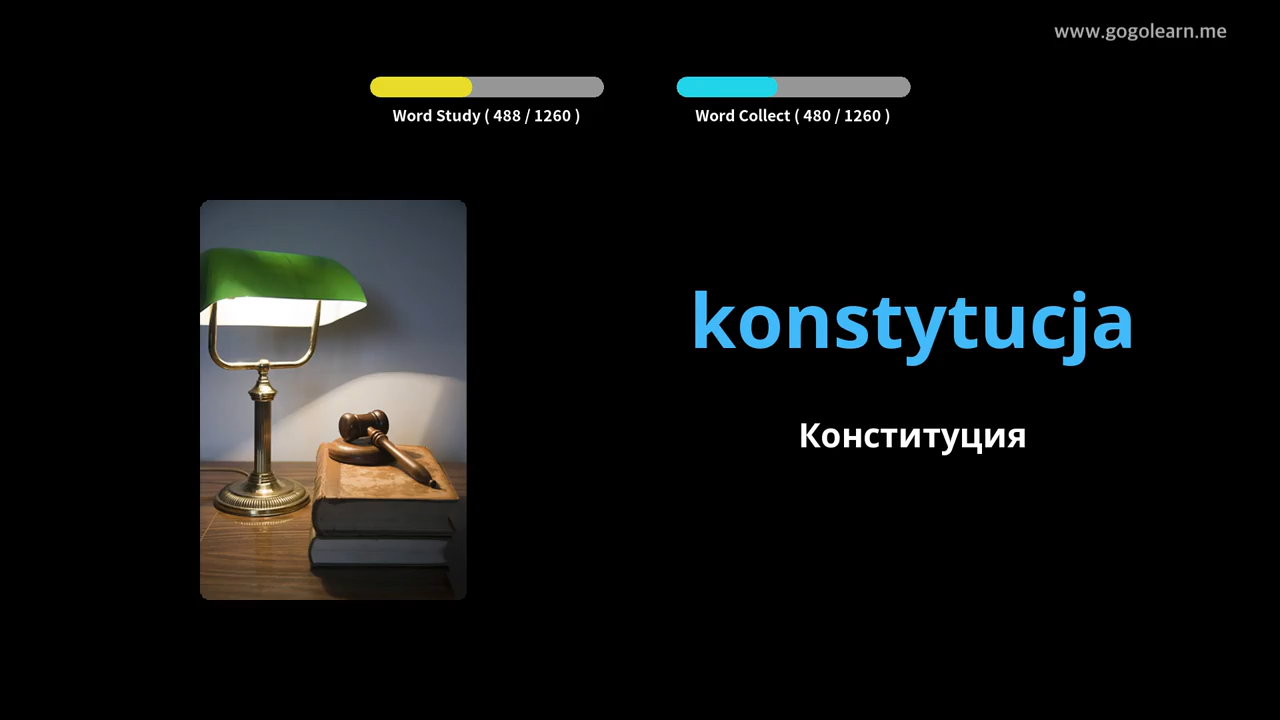 www.gogolearn.me
Word Study ( 488 / 1260 )
Word Collect ( 480 / 1260 )
konstytucja
Конституция